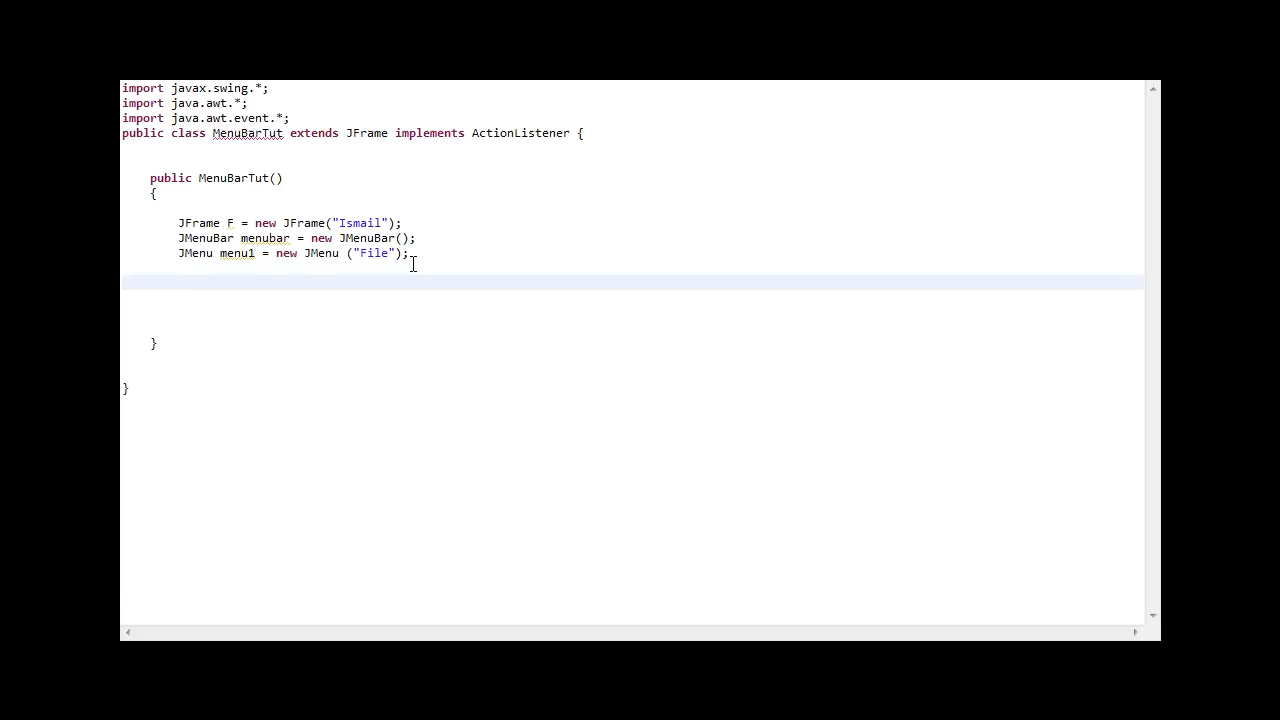 import javax.swing.*;
import java.awt.*;
import java.awt.event.*;
public class MenuBarTut extends JFrame implements ActionListener {
public MenuBarTut()
{
JFrame F = new JFrame("Ismail");
JMenuBar menubar = new JMenuBar();
JMenu menu1 = new JMenu ("File");
}
}